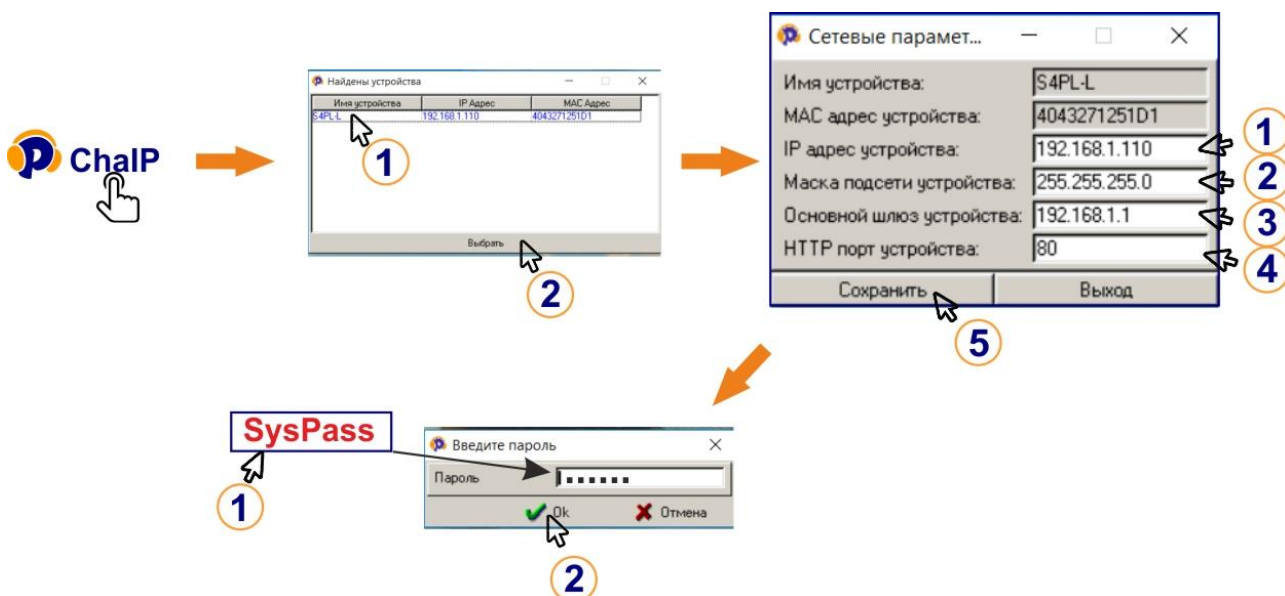 ChaIP
Найдены устройства
Имя устройства IP Адрес MAC Адрес
S4PL-L 192.168.1.110 4043271251D1
1
Выбрать
2
Сетевые парамет...
Имя устройства: S4PL-L
MAC адрес устройства: 4043271251D1
IP адрес устройства: 192.168.1.110 1
Маска подсети устройства: 255.255.255.0 2
Основной шлюз устройства: 192.168.1.1 3
HTTP порт устройства: 80 4
Сохранить Выход
5
SysPass
1
Введите пароль
Пароль
Ok Отмена
2